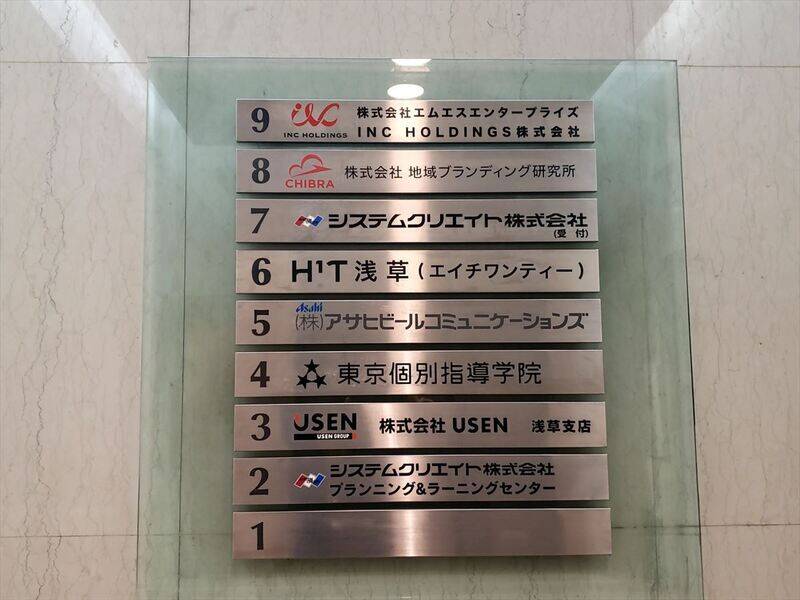 9 inc INC HOLDINGS 株式会社エムエスエンタープライズ
INC HOLDINGS株式会社
8 CHIBRA 株式会社 地域ブランディング研究所
7 システムクリエイト株式会社
(受 付)
6 H¹T 浅草 (エイチワンティー)
5 Asahi (株)アサヒビールコミュニケーションズ
4 東京個別指導学院
3 USEN USEN GROUP 株式会社 USEN 浅草支店
2 システムクリエイト株式会社
プランニング&ラーニングセンター
1